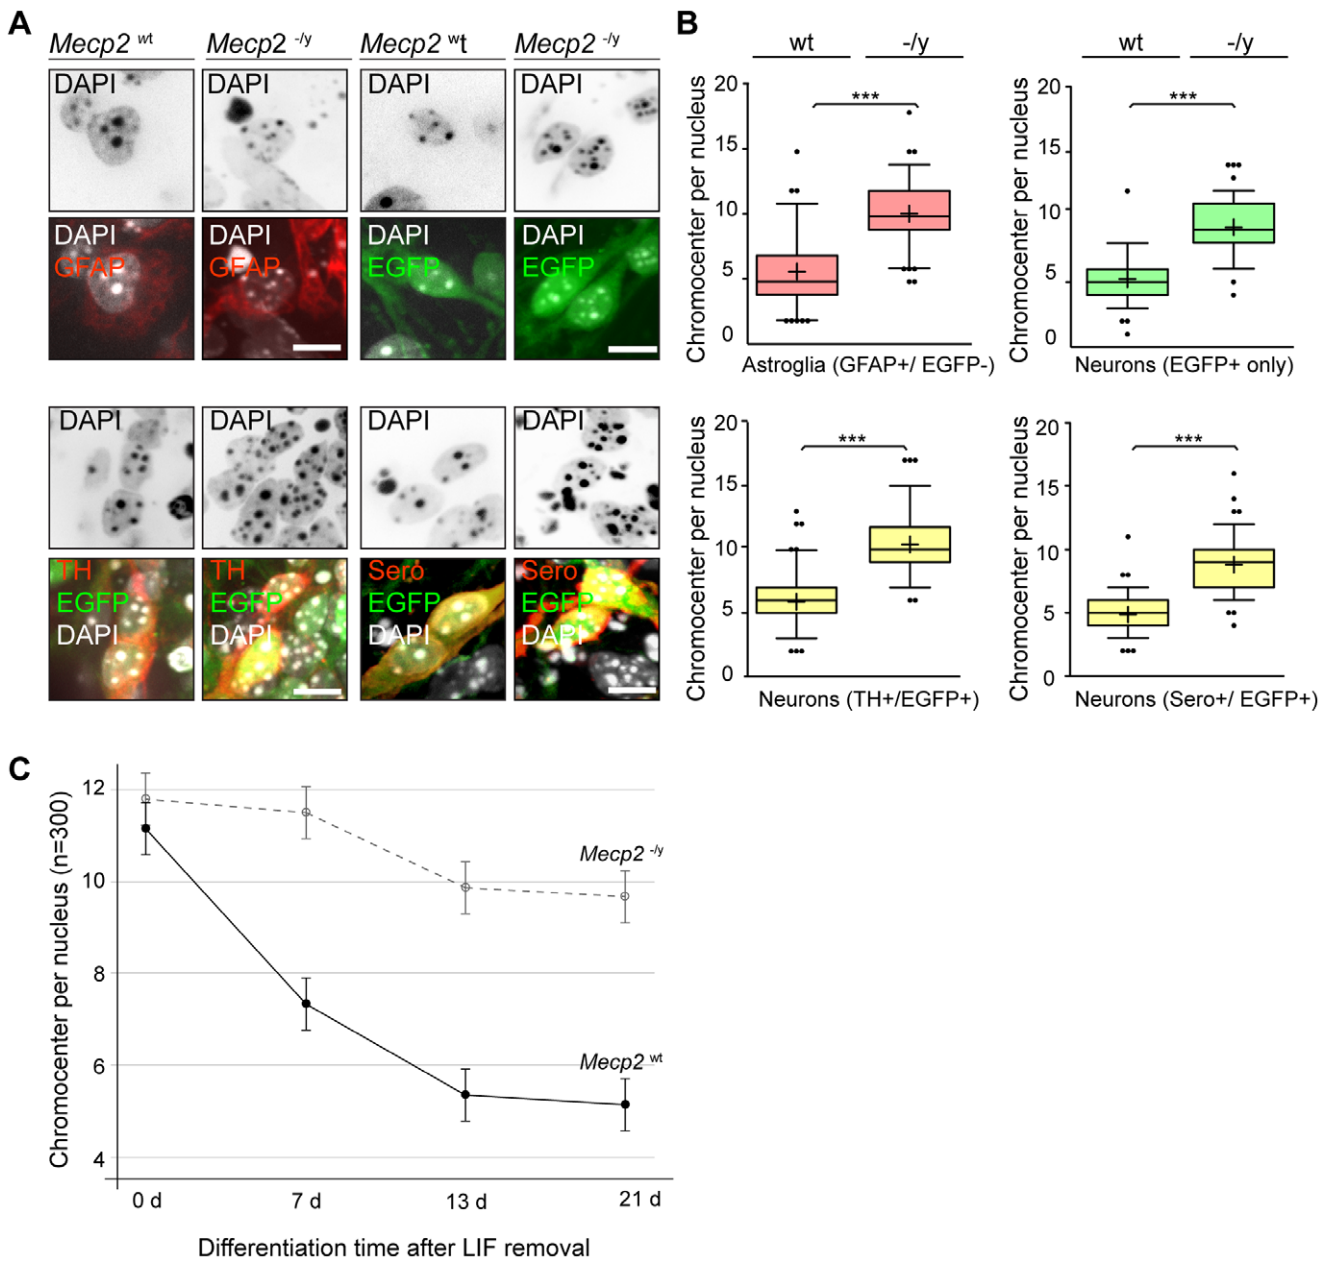 A
Mecp2 wt
Mecp2 -/y
Mecp2 wt
Mecp2 -/y
DAPI
DAPI
DAPI
DAPI
DAPI
GFAP
DAPI
GFAP
DAPI
EGFP
DAPI
EGFP
DAPI
DAPI
DAPI
DAPI
TH
EGFP
DAPI
TH
EGFP
DAPI
Sero
EGFP
DAPI
Sero
EGFP
DAPI
B
wt
-/y
Chromocenter per nucleus
20
15
10
5
0
***
Astroglia (GFAP+/ EGFP-)
wt
-/y
Chromocenter per nucleus
20
15
10
5
0
***
Neurons (EGFP+ only)
Chromocenter per nucleus
20
15
10
5
0
***
Neurons (TH+/EGFP+)
Chromocenter per nucleus
20
15
10
5
0
***
Neurons (Sero+/ EGFP+)
C
Chromocenter per nucleus (n=300)
12
10
8
6
4
Mecp2 -/y
Mecp2 wt
0 d
7 d
13 d
21 d
Differentiation time after LIF removal